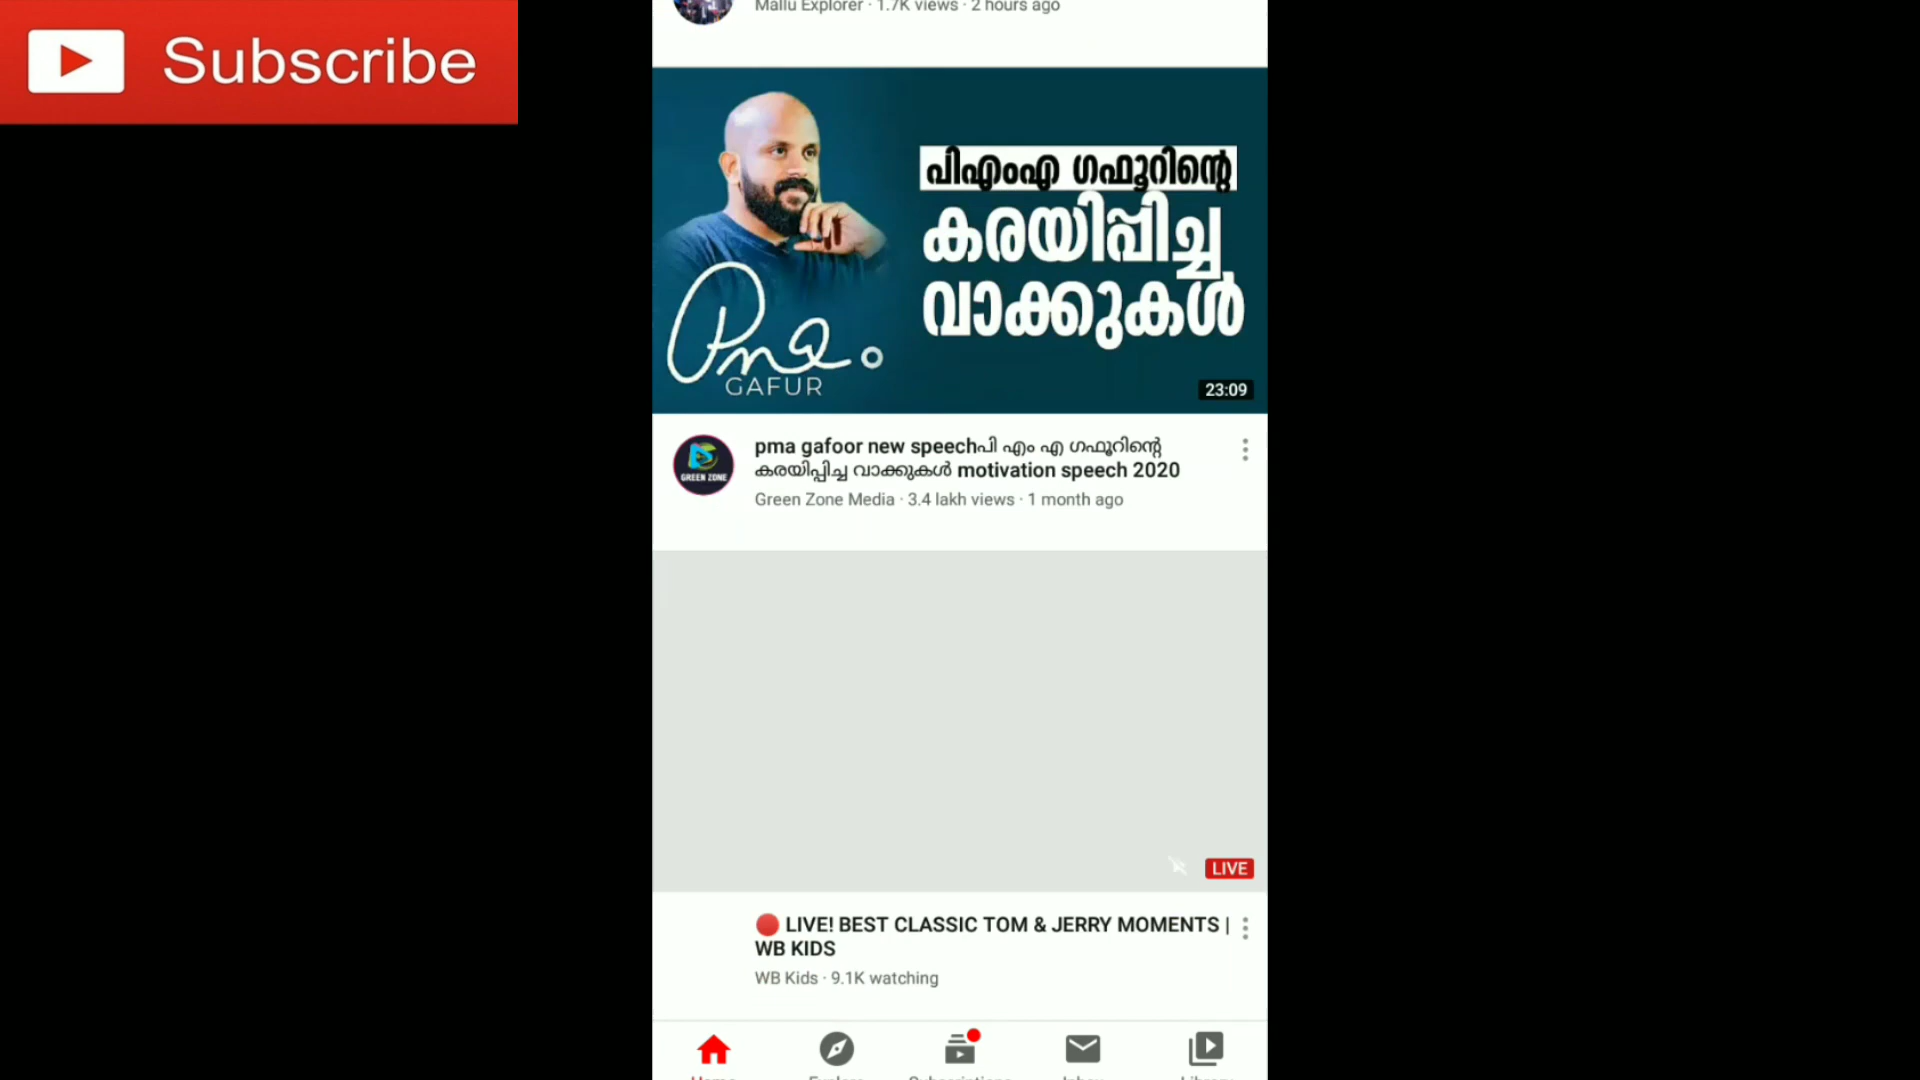 Subscribe
Mallu Explorer · 1.7K views · 2 hours ago
പിഎംഎ ഗഫൂറിന്റെ
കരയിപ്പിച്ച
വാക്കുകൾ
Pma
GAFUR
23:09
GREEN ZONE
pma gafoor new speechപി എം എ ഗഫൂറിന്റെ
കരയിപ്പിച്ച വാക്കുകൾ motivation speech 2020
Green Zone Media · 3.4 lakh views · 1 month ago
LIVE
🔴 LIVE! BEST CLASSIC TOM & JERRY MOMENTS |
WB KIDS
WB Kids · 9.1K watching
Home Explore Subscriptions Inbox Library